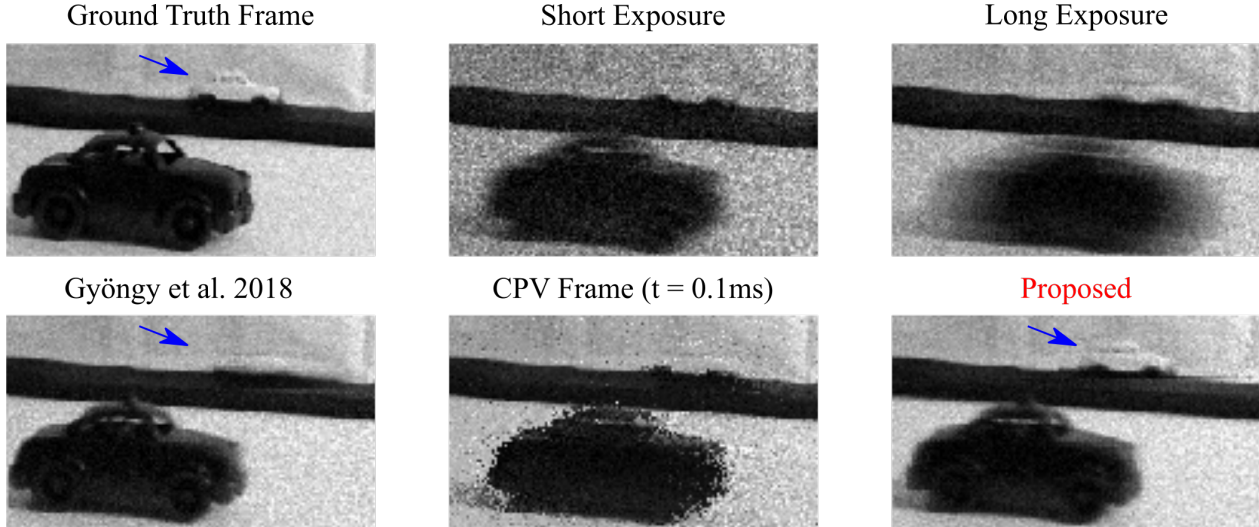 Ground Truth Frame
Short Exposure
Long Exposure
Gyöngy et al. 2018
CPV Frame (t = 0.1ms)
Proposed